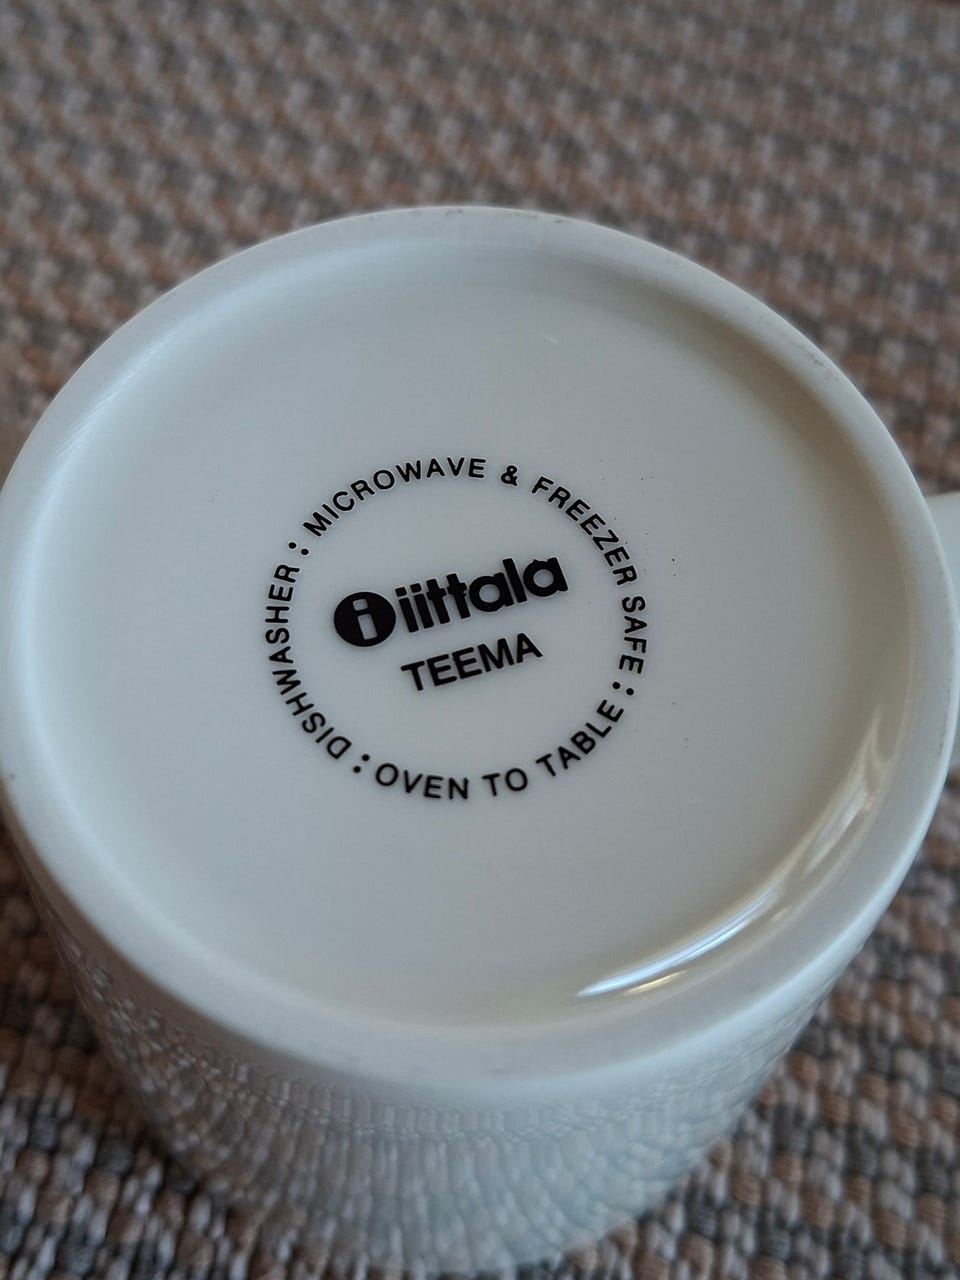 MICROWAVE & FREEZER SAFE :
i iittala
TEEMA
OVEN TO TABLE :
DISHWASHER :